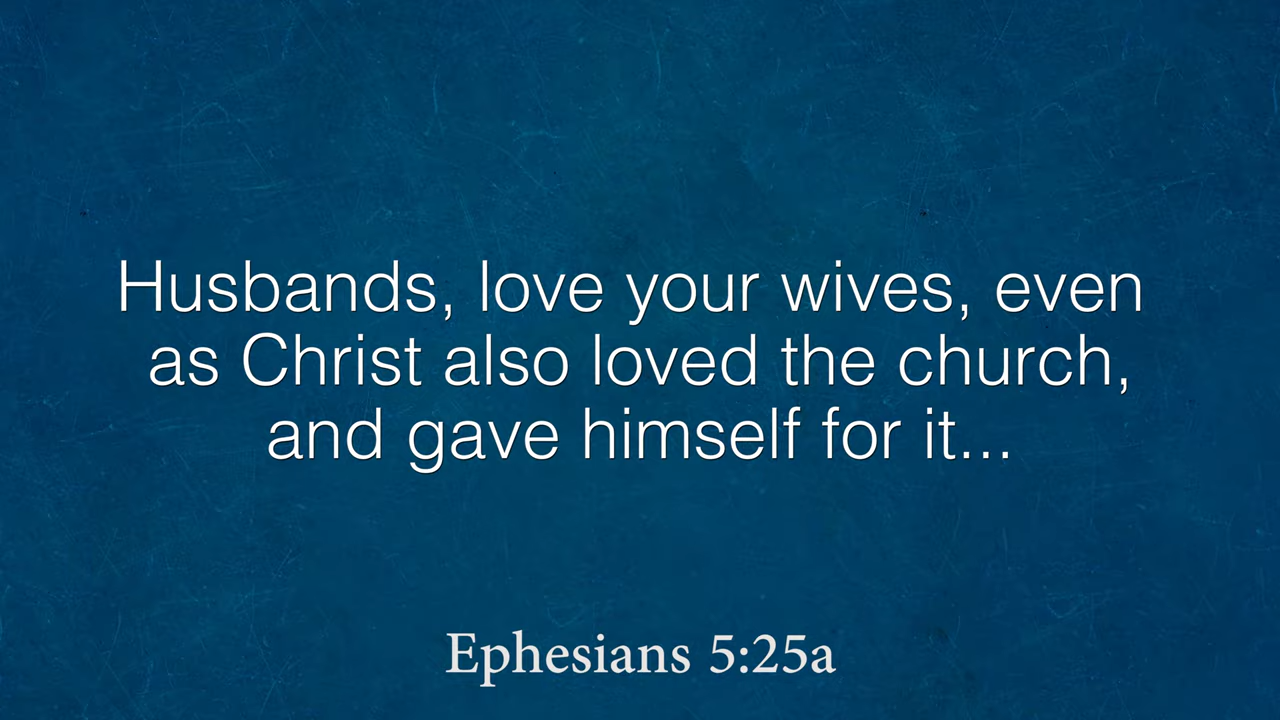 Husbands, love your wives, even
as Christ also loved the church,
and gave himself for it...
Ephesians 5:25a